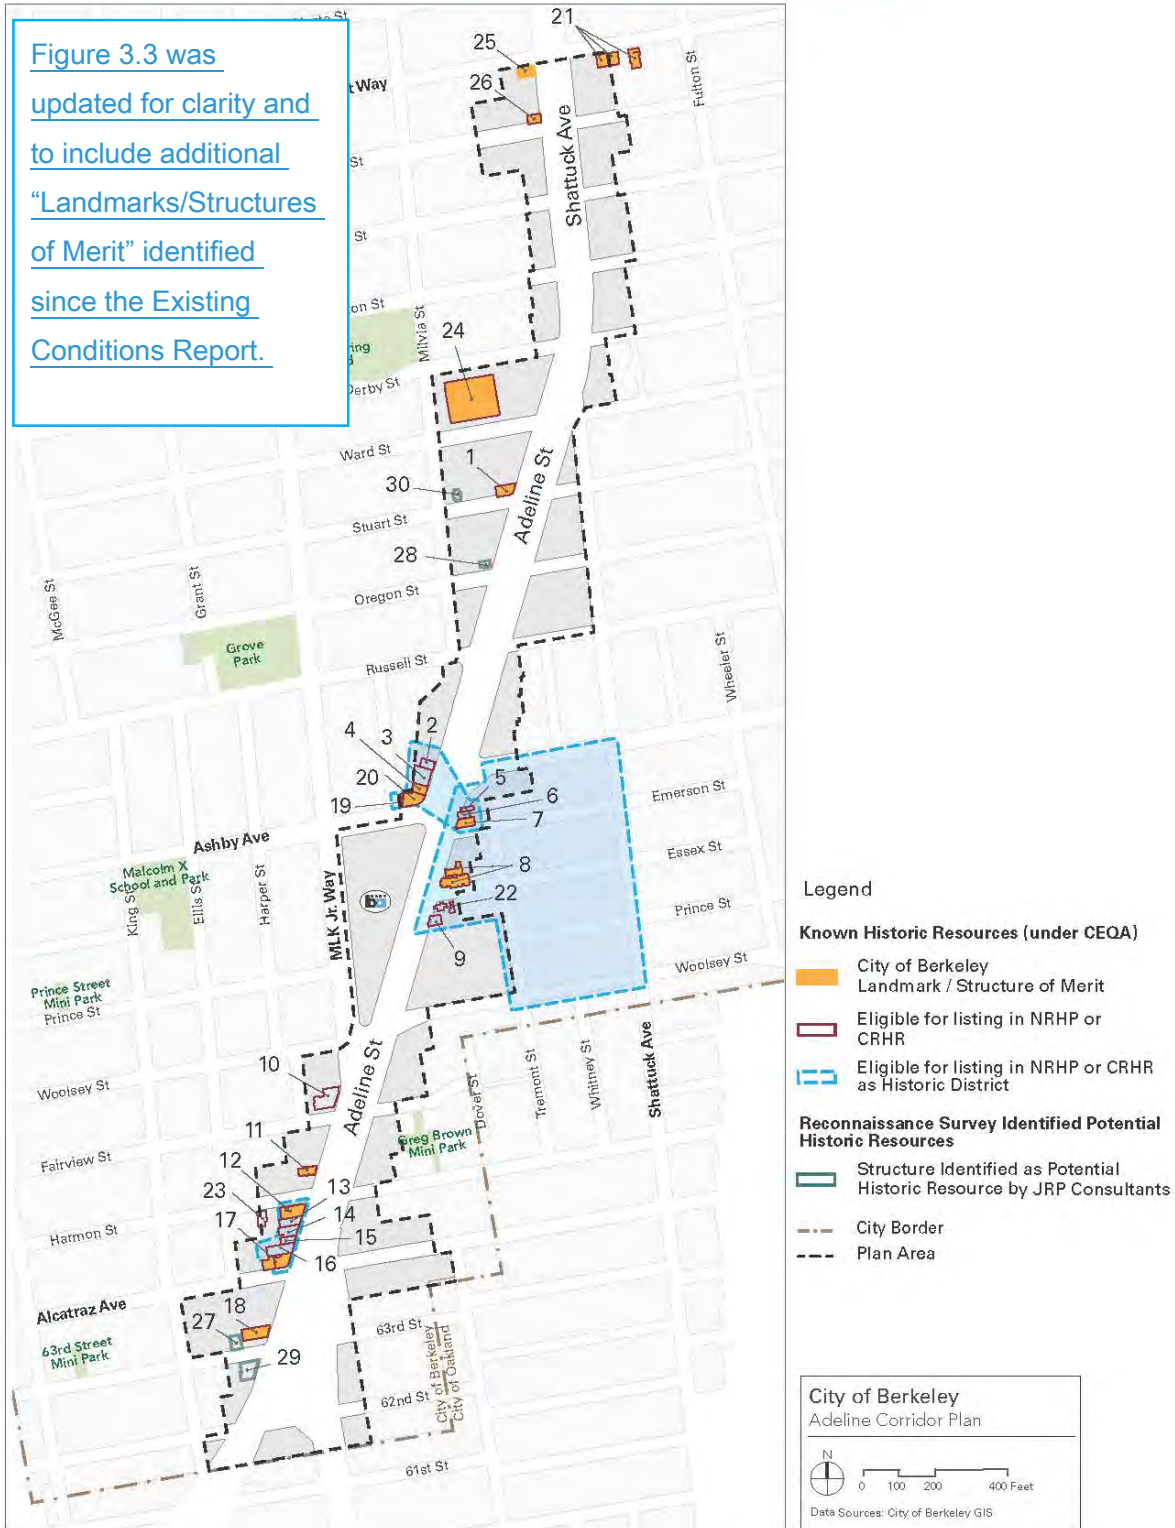 Figure 3.3 was
updated for clarity and
to include additional
“Landmarks/Structures
of Merit” identified
since the Existing
Conditions Report.
Way
St
St
on St
ring
Derby St
Milvia St
Fulton St
Shattuck Ave
21
25
26
24
Ward St
1
30
Adeline St
Stuart St
28
McGee St
Grant St
Oregon St
Grove
Park
Russell St
Wheeler St
4
3
2
20
19
5
6
7
Emerson St
Ashby Ave
Essex St
Malcolm X
School and Park
King St
Ellis St
Harper St
MLK Jr. Way
8
22
Prince St
9
Woolsey St
Prince Street
Mini Park
Prince St
Adeline St
10
Woolsey St
Dover St
Tremont St
Whitney St
Shattuck Ave
Greg Brown
Mini Park
11
Fairview St
12
23
13
14
17
15
16
Harmon St
Alcatraz Ave
18
27
63rd St
63rd Street
Mini Park
29
62nd St
City of Berkeley
City of Oakland
61st St
Legend
Known Historic Resources (under CEQA)
City of Berkeley
Landmark / Structure of Merit
Eligible for listing in NRHP or
CRHR
Eligible for listing in NRHP or CRHR
as Historic District
Reconnaissance Survey Identified Potential
Historic Resources
Structure Identified as Potential
Historic Resource by JRP Consultants
City Border
Plan Area
City of Berkeley
Adeline Corridor Plan
N
0 100 200 400 Feet
Data Sources: City of Berkeley GIS